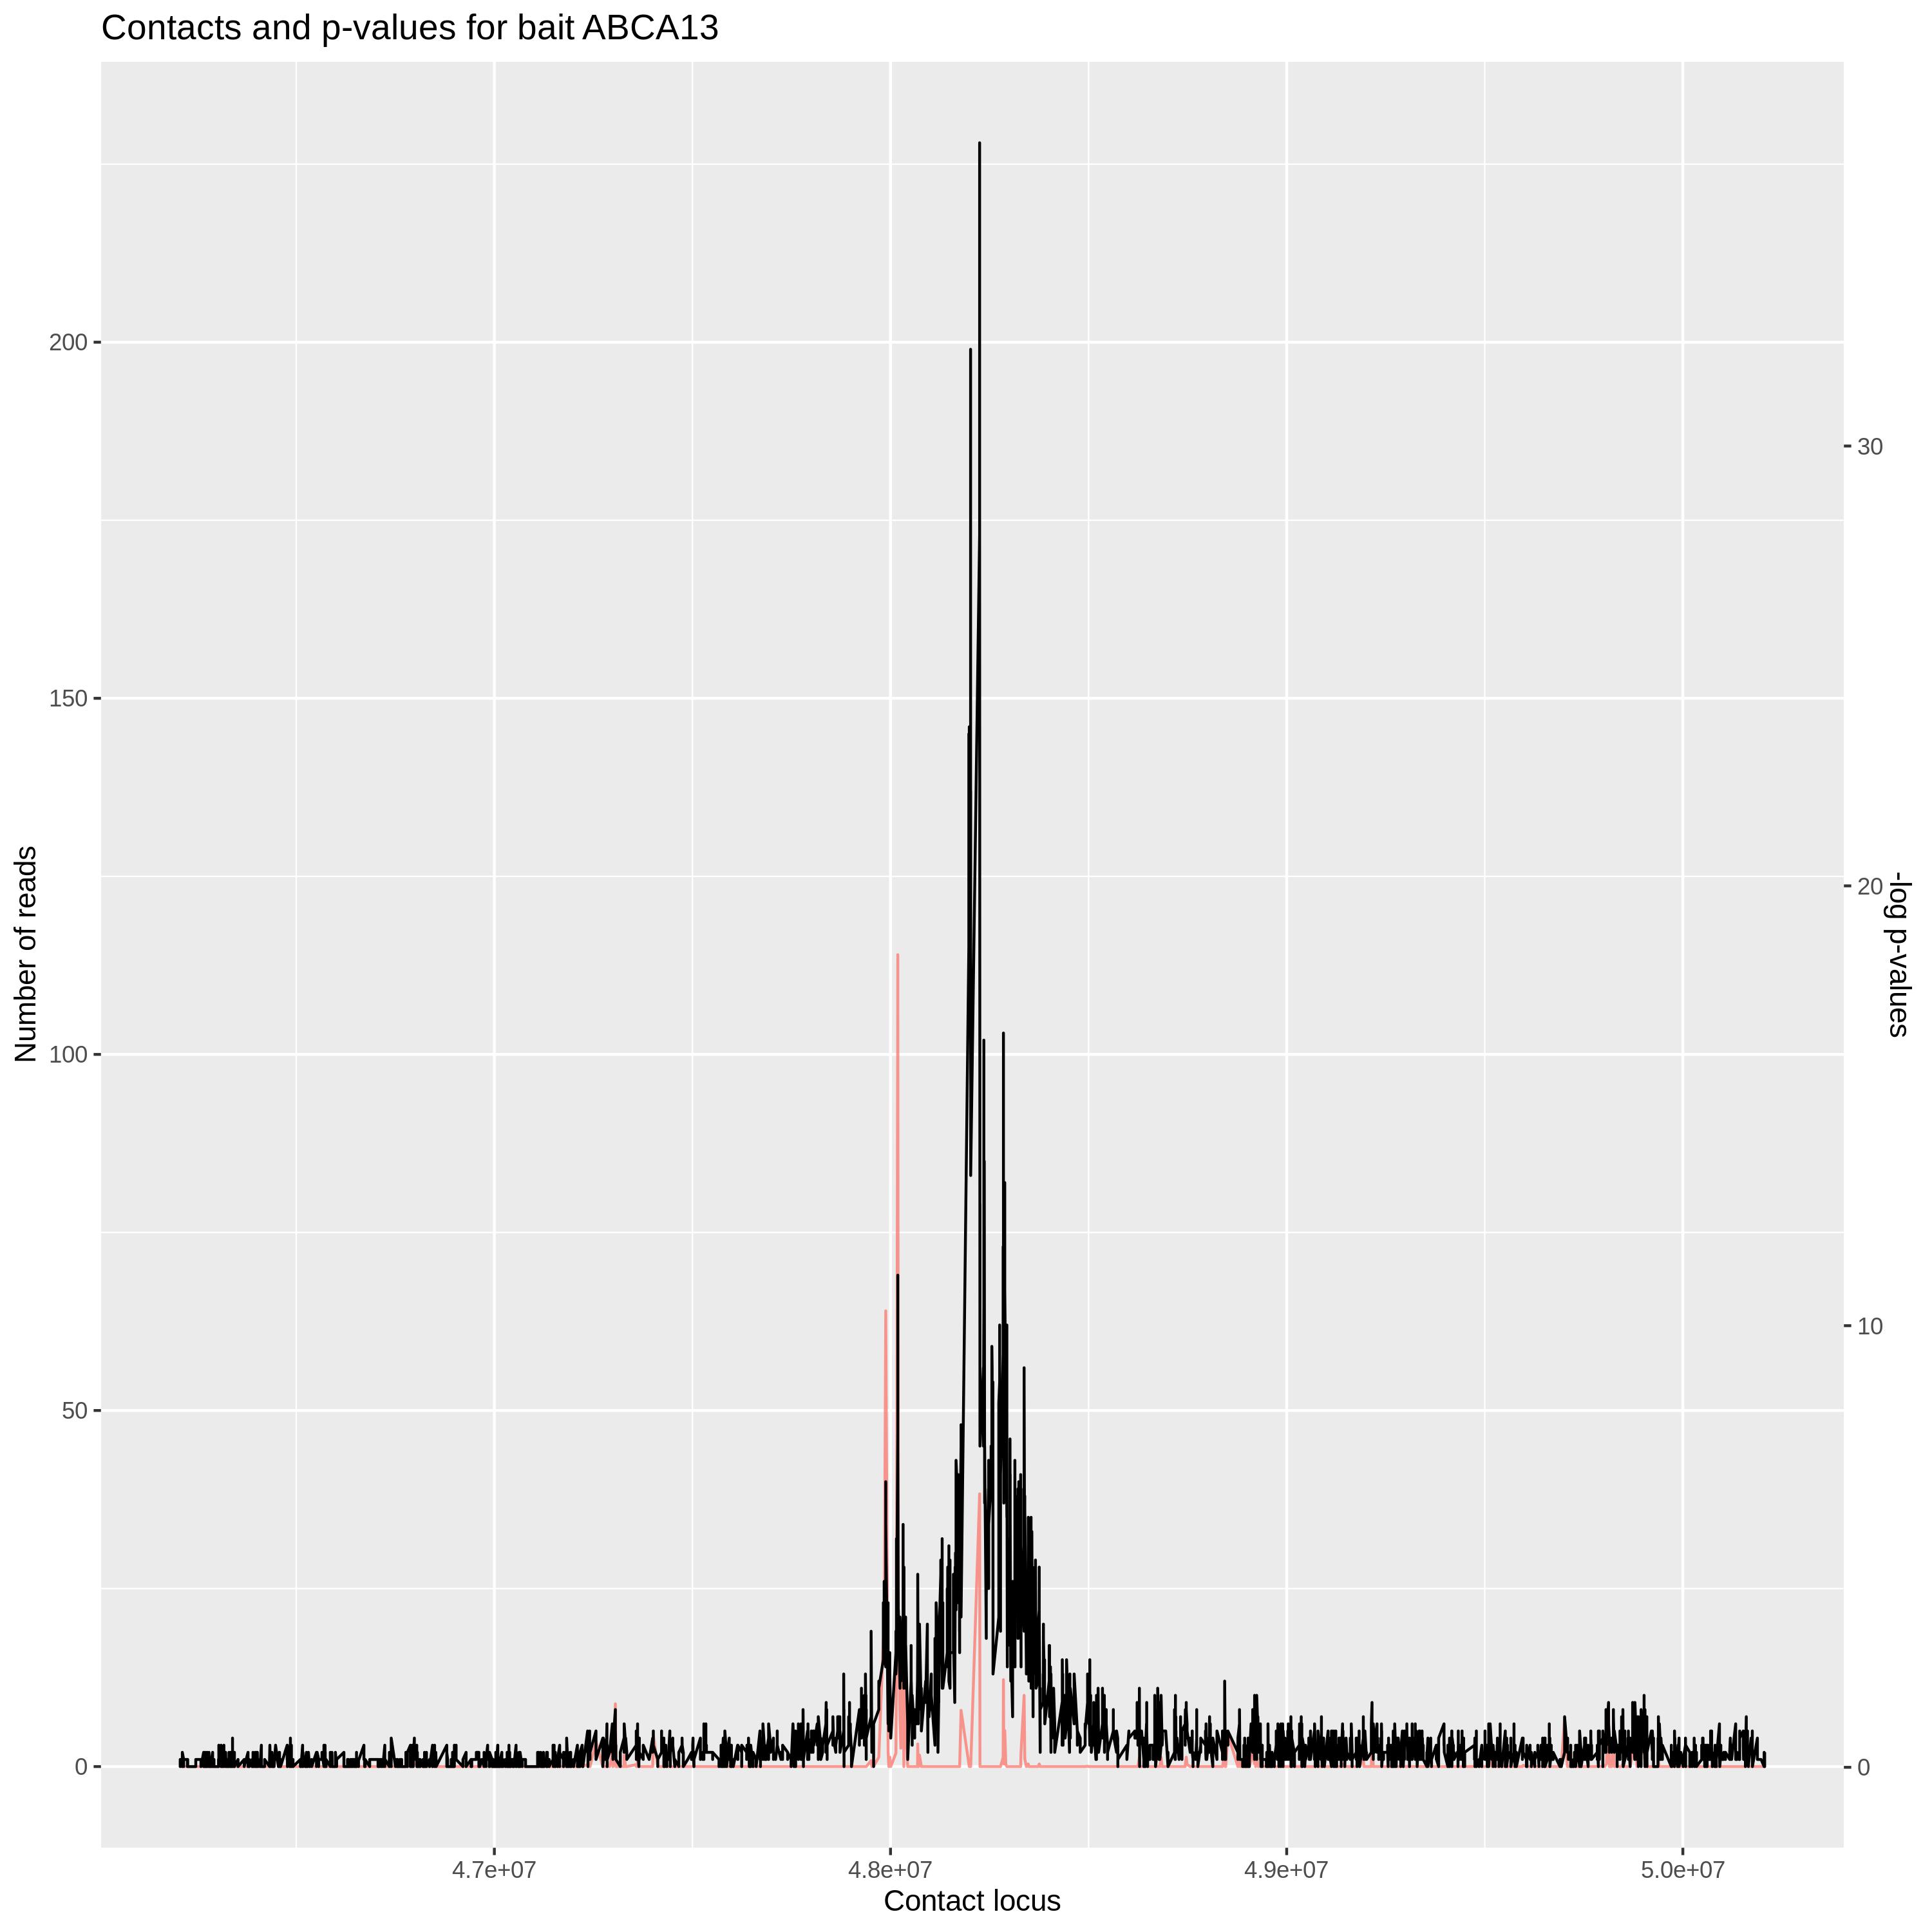 Contacts and p-values for bait ABCA13
Number of reads
200
150
100
50
0
30
20
10
0
-log p-values
4.7e+07 4.8e+07 4.9e+07 5.0e+07
Contact locus